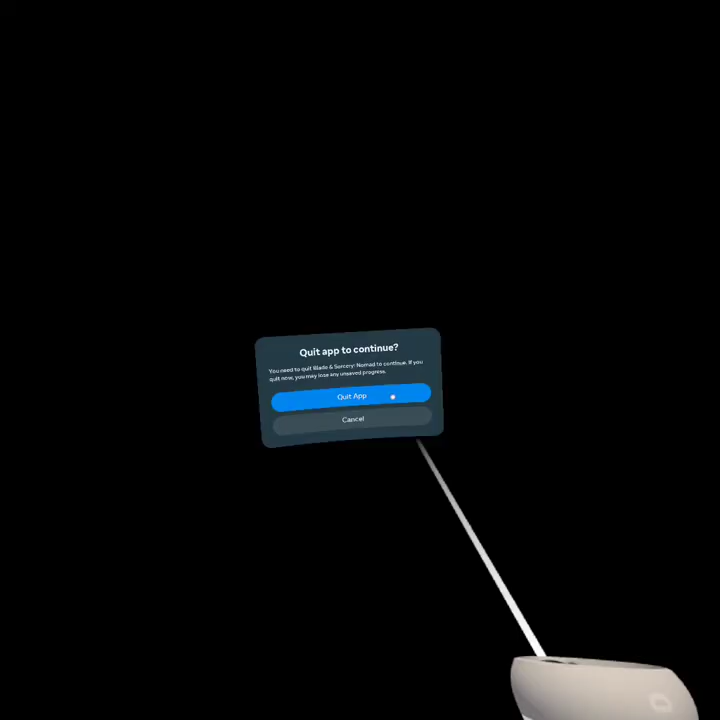 Quit app to continue?
You need to quit Blade & Sorcery: Nomad to continue. If you
quit now, you may lose any unsaved progress.
Quit App
Cancel